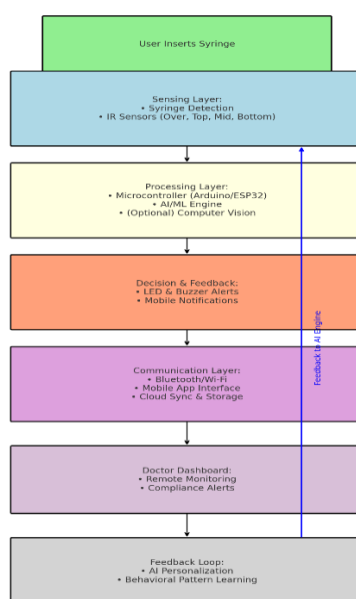 User Inserts Syringe
Sensing Layer:
• Syringe Detection
• IR Sensors (Over, Top, Mid, Bottom)
Processing Layer:
• Microcontroller (Arduino/ESP32)
• AI/ML Engine
• (Optional) Computer Vision
Decision & Feedback:
• LED & Buzzer Alerts
• Mobile Notifications
Feedback to AI Engine
Communication Layer:
• Bluetooth/Wi-Fi
• Mobile App Interface
• Cloud Sync & Storage
Doctor Dashboard:
• Remote Monitoring
• Compliance Alerts
Feedback Loop:
• AI Personalization
• Behavioral Pattern Learning